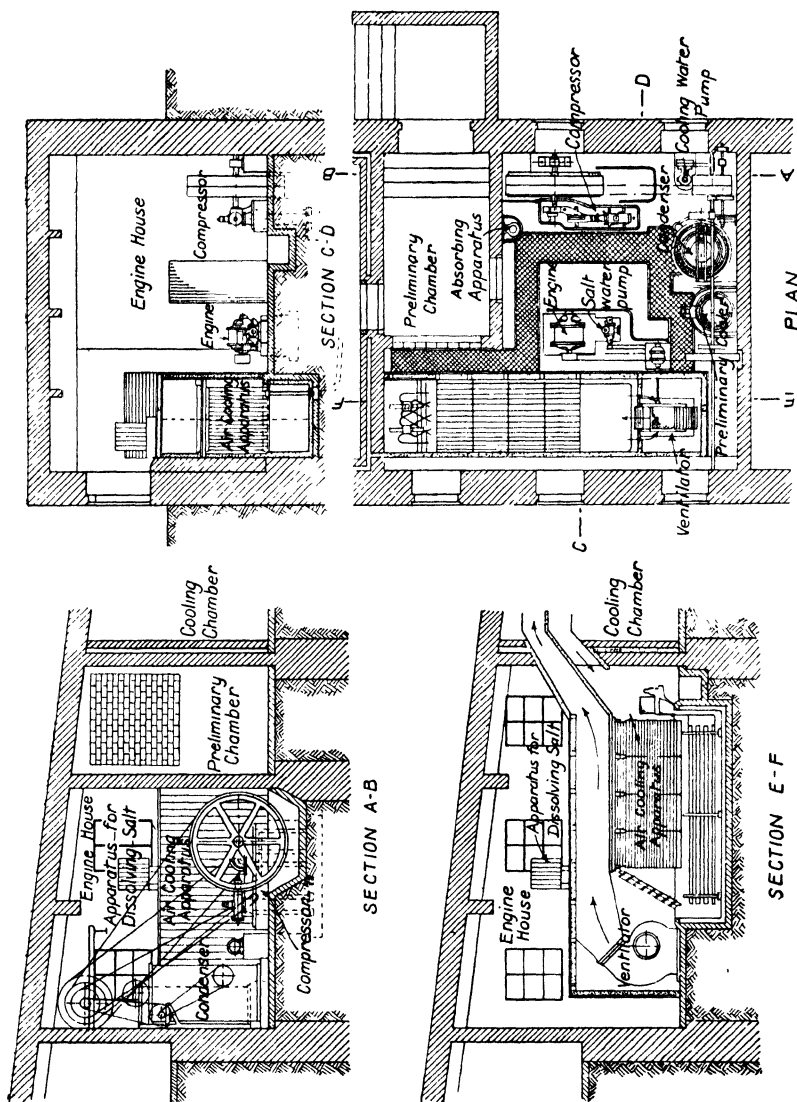 Engine House
Apparatus for
Dissolving Salt
Air Cooling
Apparatus
Condenser
Compressor
Preliminary
Chamber
Cooling
Chamber
SECTION A-B
Engine House
Compressor
Engine
Air Cooling
Apparatus
SECTION C-D
Engine
House
Apparatus for
Dissolving Salt
Ventilator
Air Cooling
Apparatus
Cooling
Chamber
SECTION E-F
F
B
Preliminary
Chamber
Absorbing
Apparatus
Compressor
Engine
Salt
water
pump
Condenser
Cooling Water
Pump
Preliminary Cooler
Ventilator
C
D
E
A
PLAN